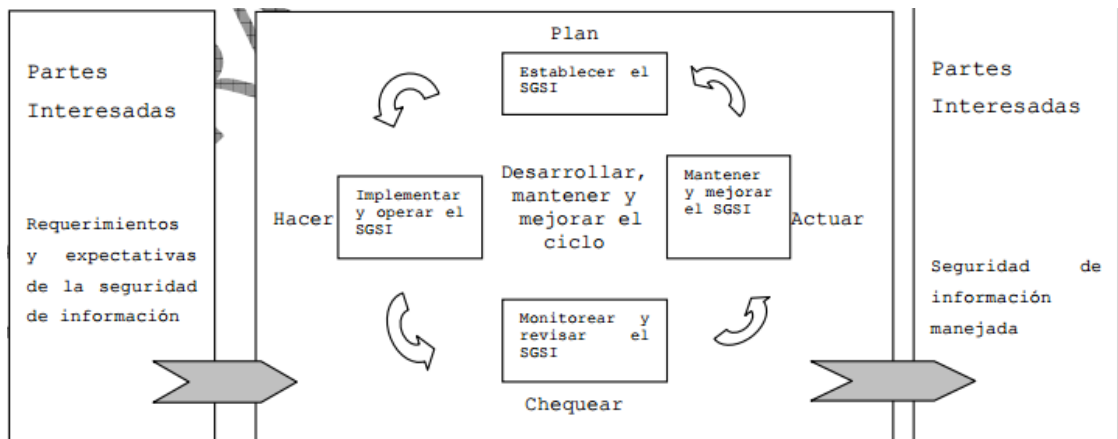 Partes
Interesadas
Requerimientos
y expectativas
de la seguridad
de información
Plan
Establecer el
SGSI
Hacer
Implementar
y operar el
SGSI
Desarrollar,
mantener y
mejorar el
ciclo
Mantener
y mejorar
el SGSI
Actuar
Monitorear y
revisar el
SGSI
Chequear
Partes
Interesadas
Seguridad de
información
manejada